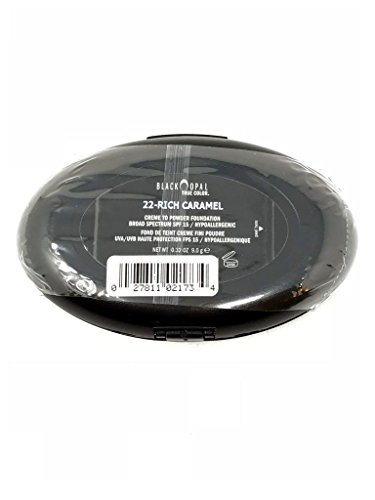 BLACK OPAL
TRUE COLOR.
22-RICH CARAMEL
CREME TO POWDER FOUNDATION
BROAD SPECTRUM SPF 15 / HYPOALLERGENIC
FOND DE TEINT CRÈME FINI POUDRE
UVA/UVB HAUTE PROTECTION FPS 15 / HYPOALLERGENIQUE
NET WT 0.32 OZ 9.0 g
0 27811 02173 4